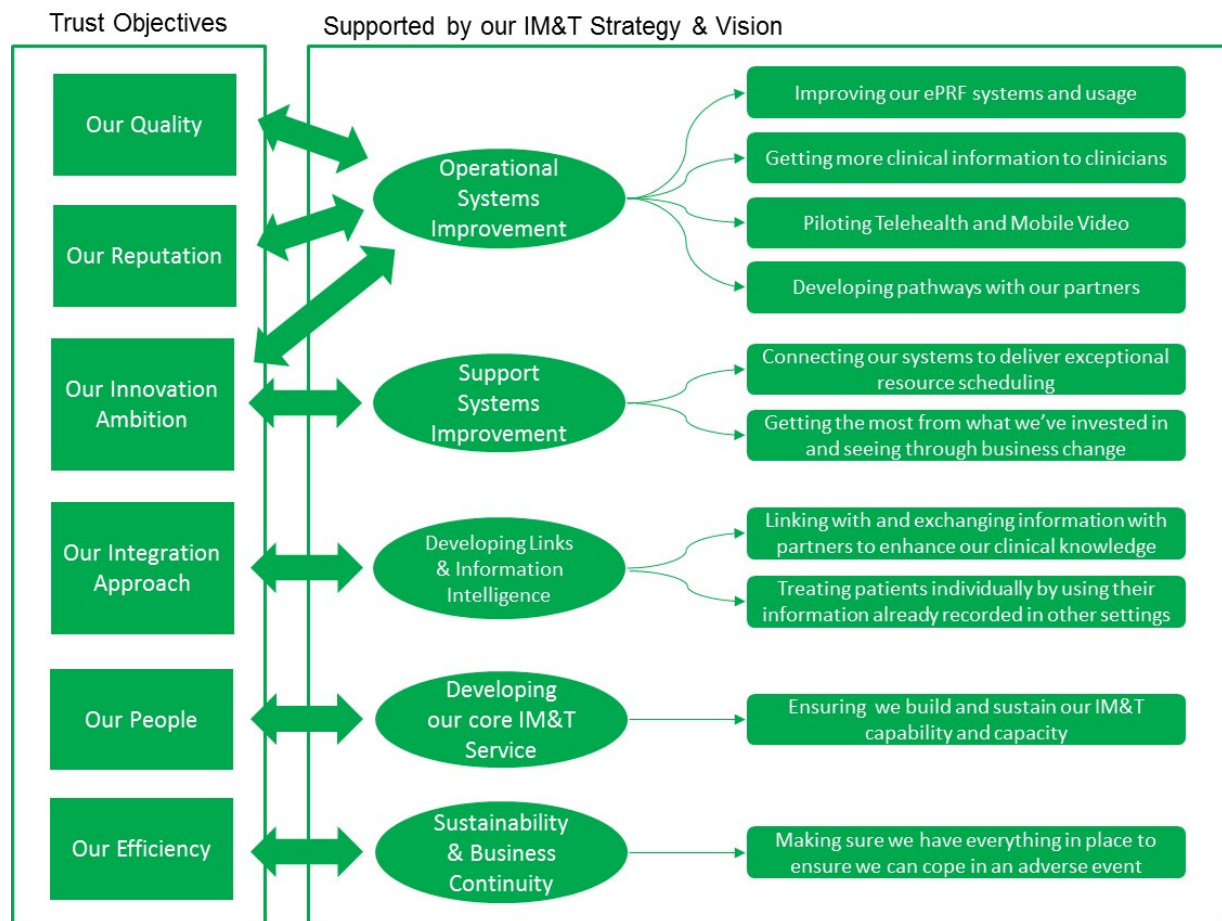 Trust Objectives
Supported by our IM&T Strategy & Vision
Our Quality
Our Reputation
Our Innovation
Ambition
Our Integration
Approach
Our People
Our Efficiency
Operational
Systems
Improvement
Support
Systems
Improvement
Developing Links
& Information
Intelligence
Developing
our core IM&T
Service
Sustainability
& Business
Continuity
Improving our ePRF systems and usage
Getting more clinical information to clinicians
Piloting Telehealth and Mobile Video
Developing pathways with our partners
Connecting our systems to deliver exceptional
resource scheduling
Getting the most from what we've invested in
and seeing through business change
Linking with and exchanging information with
partners to enhance our clinical knowledge
Treating patients individually by using their
information already recorded in other settings
Ensuring we build and sustain our IM&T
capability and capacity
Making sure we have everything in place to
ensure we can cope in an adverse event